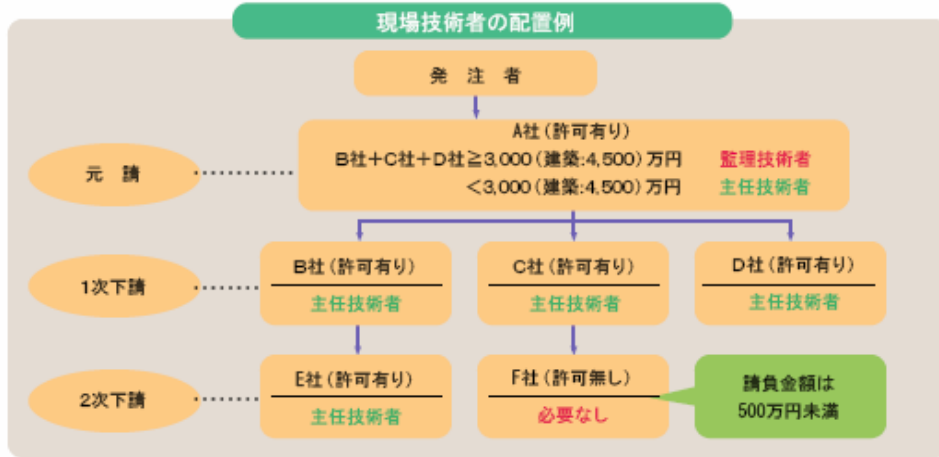 現場技術者の配置例
発 注 者
A社(許可有り)
元 請
B社+C社+D社≧3,000(建築:4,500)万円 監理技術者
<3,000(建築:4,500)万円 主任技術者
1次下請
B社(許可有り)
主任技術者
C社(許可有り)
主任技術者
D社(許可有り)
主任技術者
2次下請
E社(許可有り)
主任技術者
F社(許可無し)
必要なし
請負金額は
500万円未満